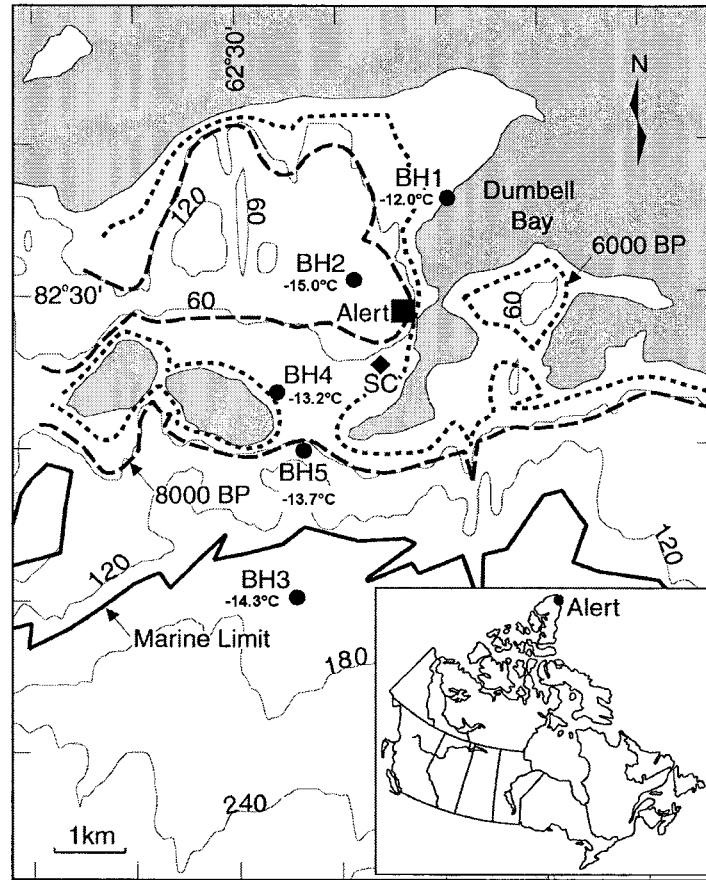 62°30'
N
120
60
BH1
-12.0°C
Dumbell
Bay
6000 BP
BH2
-15.0°C
82°30'
60
Alert
60
SC
BH4
-13.2°C
BH5
-13.7°C
8000 BP
120
120
BH3
-14.3°C
Marine Limit
180
240
1km
Alert